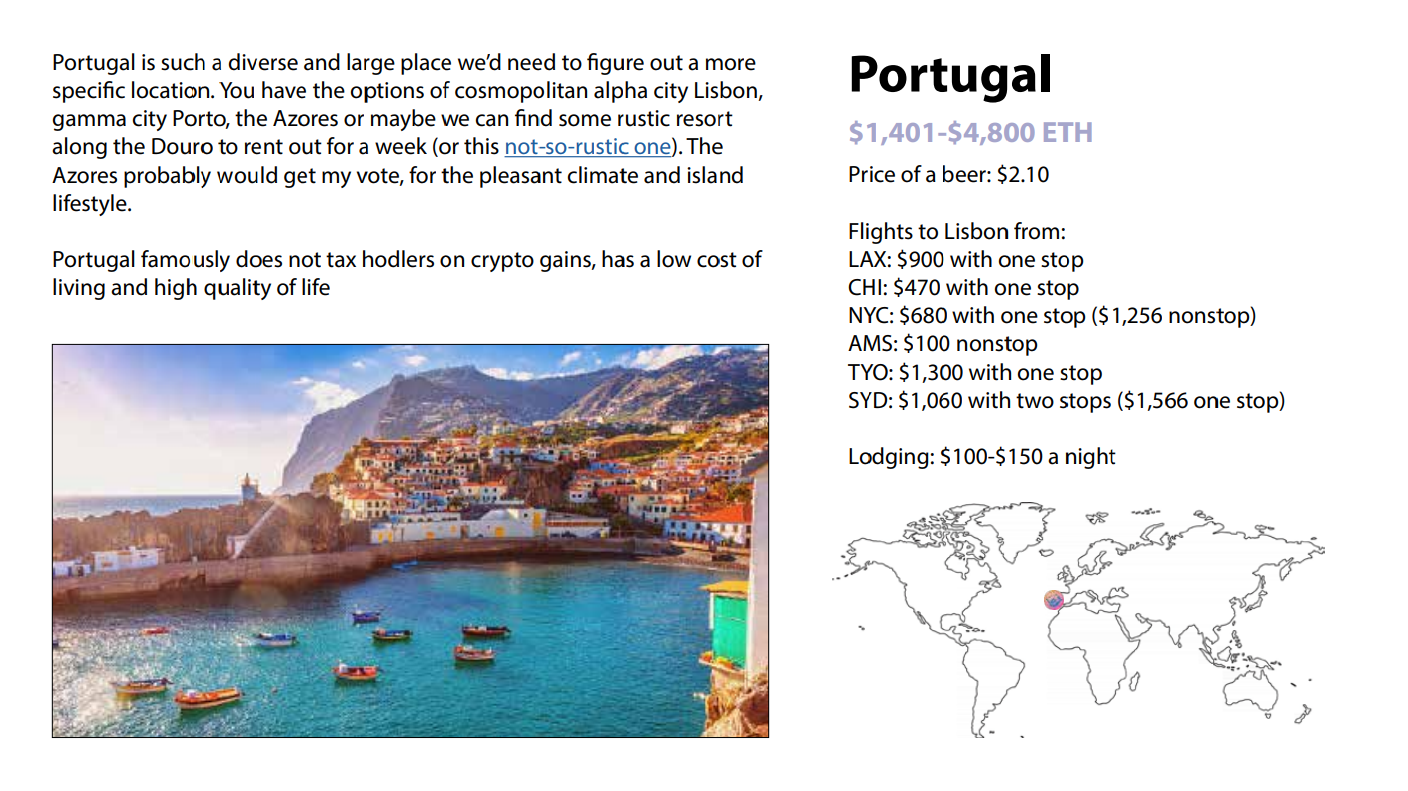 Portugal is such a diverse and large place we'd need to figure out a more
specific location. You have the options of cosmopolitan alpha city Lisbon,
gamma city Porto, the Azores or maybe we can find some rustic resort
along the Douro to rent out for a week (or this not-so-rustic one). The
Azores probably would get my vote, for the pleasant climate and island
lifestyle.
Portugal famously does not tax hodlers on crypto gains, has a low cost of
living and high quality of life
Portugal
$1,401-$4,800 ETH
Price of a beer: $2.10
Flights to Lisbon from:
LAX: $900 with one stop
CHI: $470 with one stop
NYC: $680 with one stop ($1,256 nonstop)
AMS: $100 nonstop
TYO: $1,300 with one stop
SYD: $1,060 with two stops ($1,566 one stop)
Lodging: $100-$150 a night